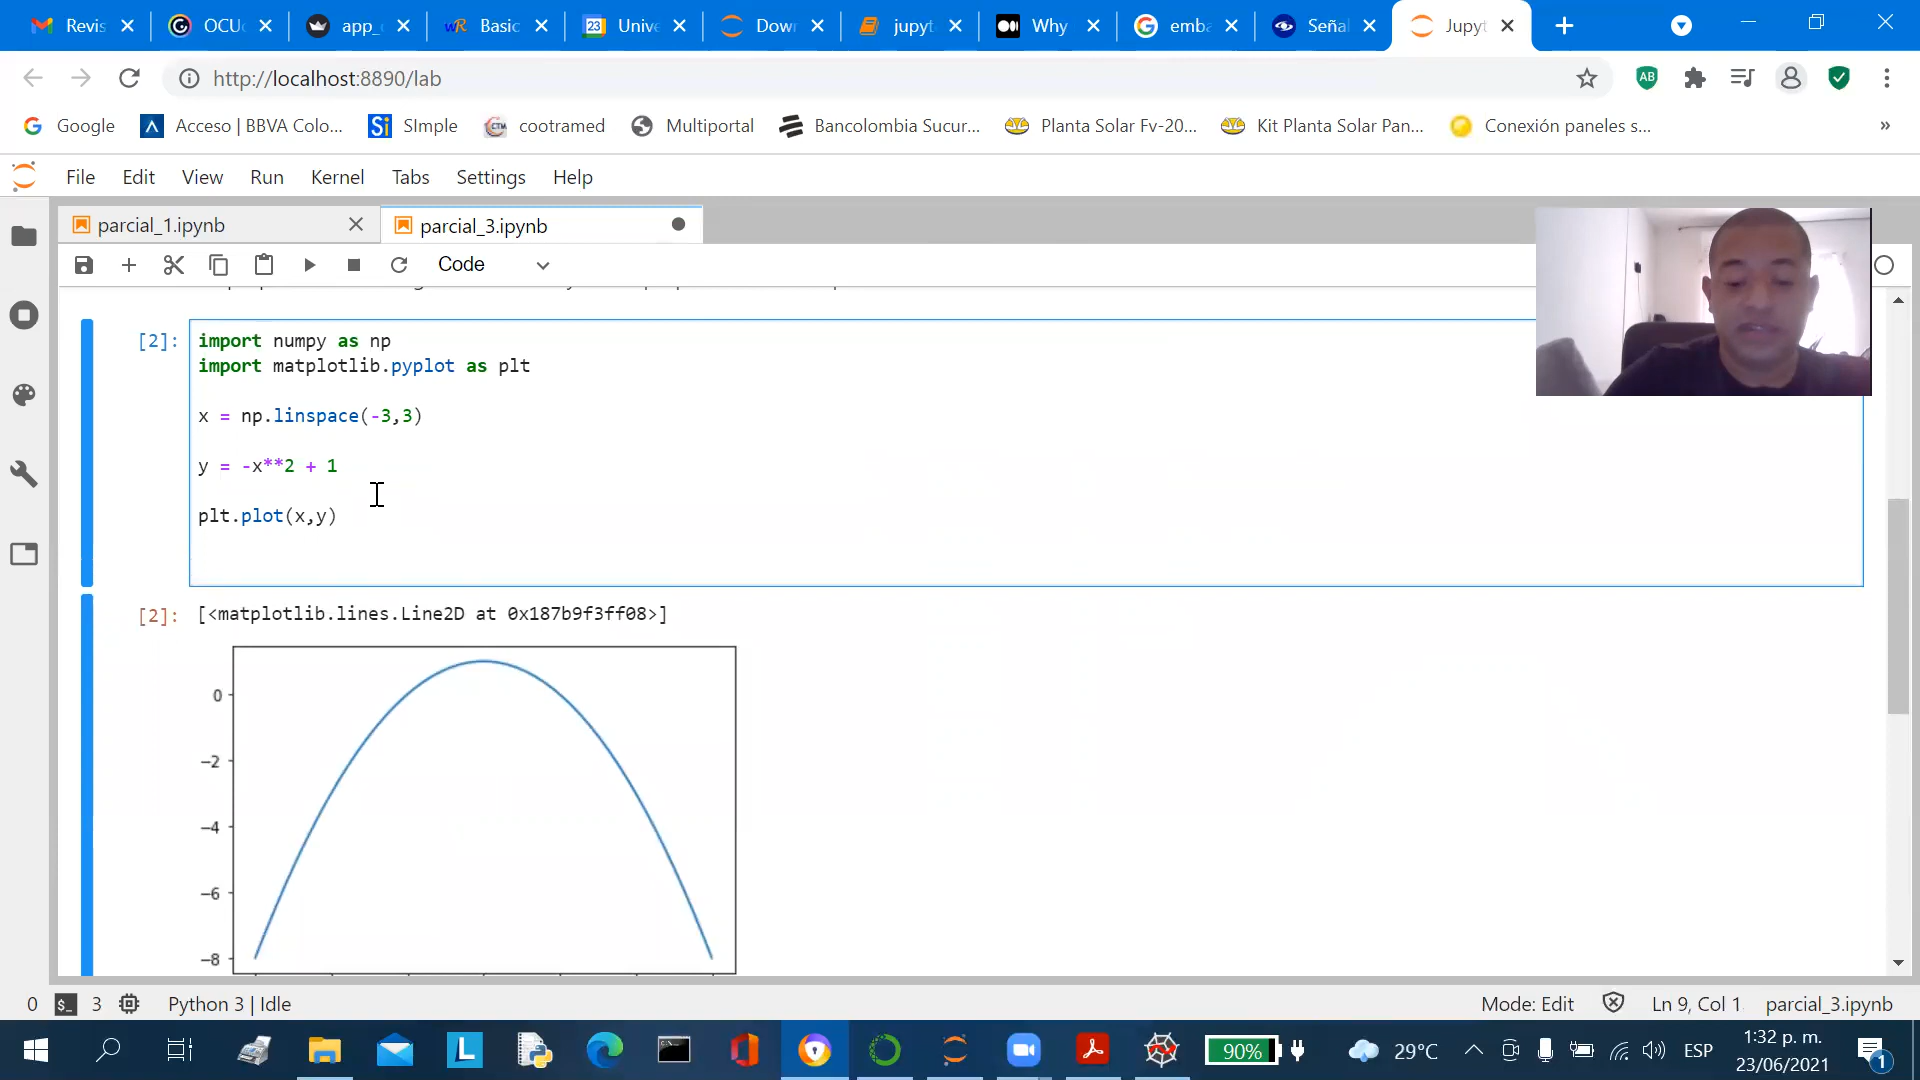 Revis
OCU
app_
Basic
Unive
Down
jupyt
Why
emba
Señal
Jupyt
http://localhost:8890/lab
Google
Acceso | BBVA Colo...
SImple
cootramed
Multiportal
Bancolombia Sucur...
Planta Solar Fv-20...
Kit Planta Solar Pan...
Conexión paneles s...
»
File Edit View Run Kernel Tabs Settings Help
parcial_1.ipynb
parcial_3.ipynb
Code
[2]:
import numpy as np
import matplotlib.pyplot as plt
x = np.linspace(-3,3)
y = -x**2 + 1
plt.plot(x,y)
[2]:
[<matplotlib.lines.Line2D at 0x187b9f3ff08>]
0
−2
−4
−6
−8
0
3
Python 3 | Idle
Mode: Edit
Ln 9, Col 1
parcial_3.ipynb
90%
29°C
ESP
1:32 p. m.
23/06/2021
1